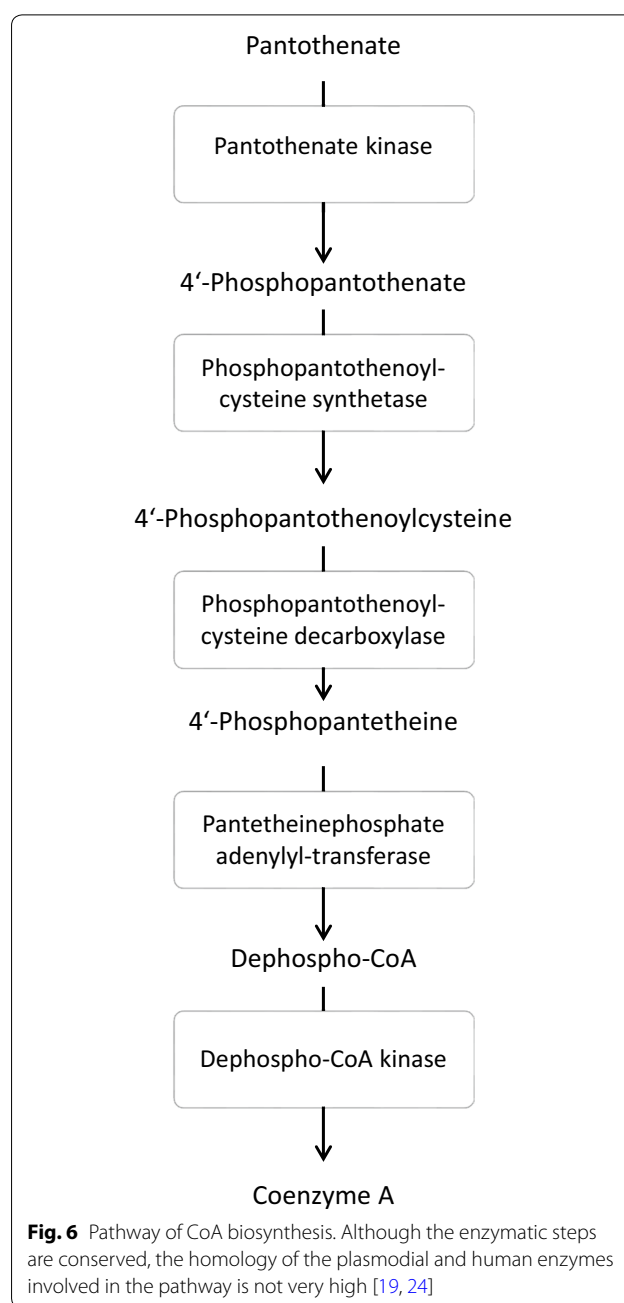 Pantothenate
Pantothenate kinase
4‘-Phosphopantothenate
Phosphopantothenoyl-
cysteine synthetase
4‘-Phosphopantothenoylcysteine
Phosphopantothenoyl-
cysteine decarboxylase
4‘-Phosphopantetheine
Pantetheinephosphate
adenylyl-transferase
Dephospho-CoA
Dephospho-CoA kinase
Coenzyme A
Fig. 6 Pathway of CoA biosynthesis. Although the enzymatic steps
are conserved, the homology of the plasmodial and human enzymes
involved in the pathway is not very high [19, 24]